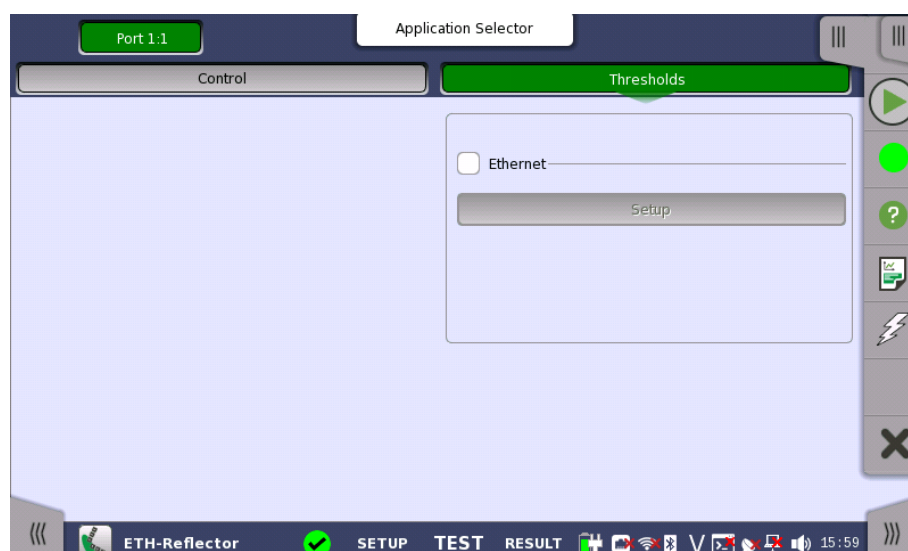 Port 1:1
Application Selector
Control
Thresholds
Ethernet
Setup
?
ETH-Reflector
SETUP
TEST
RESULT
15:59